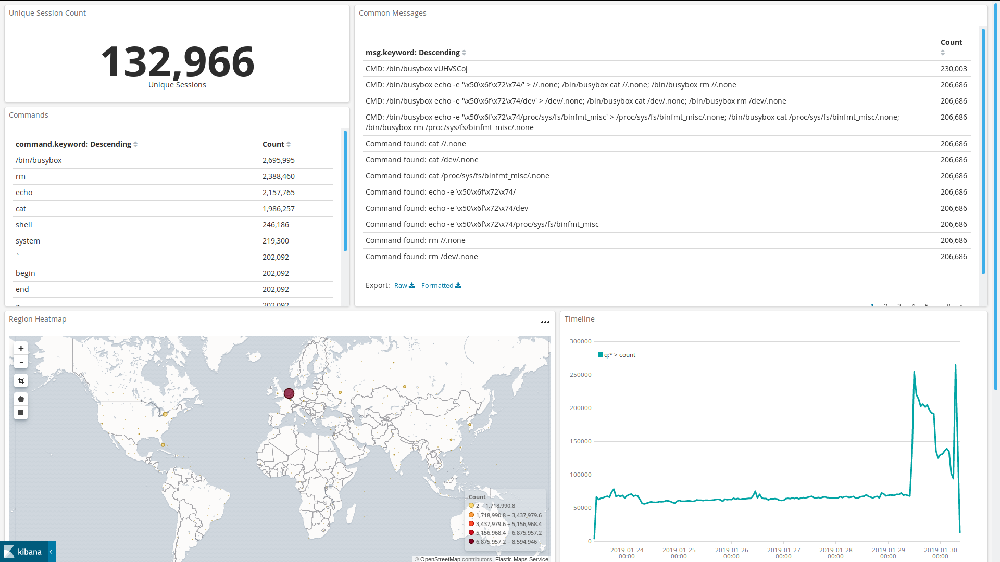 Unique Session Count
132,966
Unique Sessions
Commands
command.keyword: Descending Count
/bin/busybox 2,695,995
rm 2,388,460
echo 2,157,765
cat 1,986,257
shell 246,186
system 219,300
` 202,092
begin 202,092
end 202,092
~ 202,092
Common Messages
msg.keyword: Descending Count
CMD: /bin/busybox vUHVSCoj 230,003
CMD: /bin/busybox echo -e '\x50\x6f\x72\x74/' > //.none; /bin/busybox cat //.none; /bin/busybox rm //.none 206,686
CMD: /bin/busybox echo -e '\x50\x6f\x72\x74/dev' > /dev/.none; /bin/busybox cat /dev/.none; /bin/busybox rm /dev/.none 206,686
CMD: /bin/busybox echo -e '\x50\x6f\x72\x74/proc/sys/fs/binfmt_misc' > /proc/sys/fs/binfmt_misc/.none; /bin/busybox cat /proc/sys/fs/binfmt_misc/.none; 206,686
/bin/busybox rm /proc/sys/fs/binfmt_misc/.none
Command found: cat //.none 206,686
Command found: cat /dev/.none 206,686
Command found: cat /proc/sys/fs/binfmt_misc/.none 206,686
Command found: echo -e \x50\x6f\x72\x74/ 206,686
Command found: echo -e \x50\x6f\x72\x74/dev 206,686
Command found: echo -e \x50\x6f\x72\x74/proc/sys/fs/binfmt_misc 206,686
Command found: rm //.none 206,686
Command found: rm /dev/.none 206,686
Export: Raw Formatted
Region Heatmap
+
-
Count
2 – 1,718,990.8
1,718,990.8 – 3,437,979.6
3,437,979.6 – 5,156,968.4
5,156,968.4 – 6,875,957.2
6,875,957.2 – 8,594,946
© OpenStreetMap contributors, Elastic Maps Service
kibana
Timeline
q:* > count
300000
250000
200000
150000
100000
50000
0
2019-01-24 2019-01-25 2019-01-26 2019-01-27 2019-01-28 2019-01-29 2019-01-30
00:00 00:00 00:00 00:00 00:00 00:00 00:00